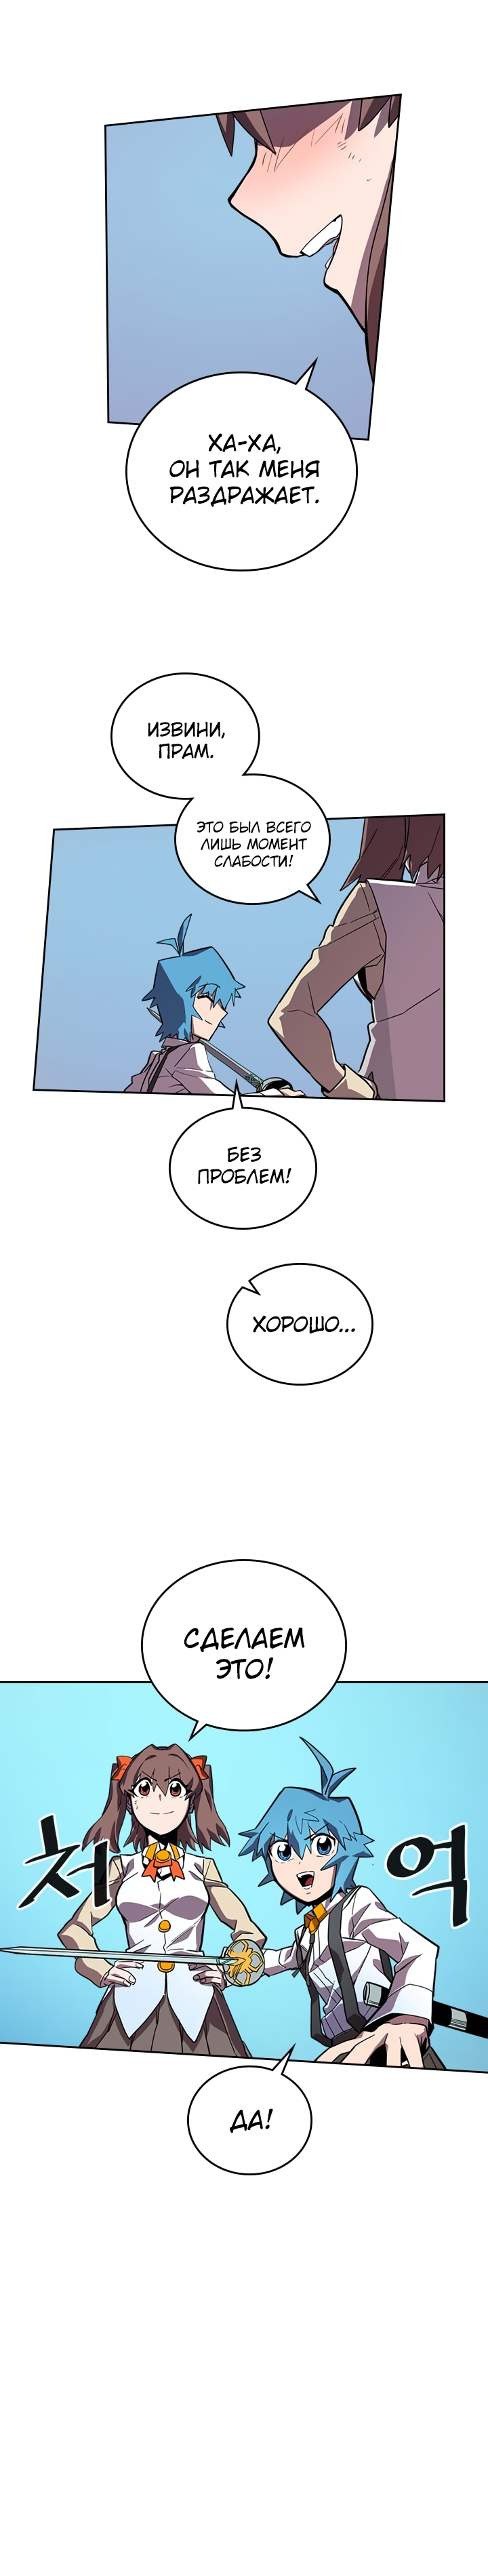 ХА-ХА,
ОН ТАК МЕНЯ
РАЗДРАЖАЕТ.
ИЗВИНИ,
ПРАМ.
ЭТО БЫЛ ВСЕГО
ЛИШЬ МОМЕНТ
СЛАБОСТИ!
БЕЗ
ПРОБЛЕМ!
ХОРОШО...
СДЕЛАЕМ
ЭТО!
처 억
ДА!